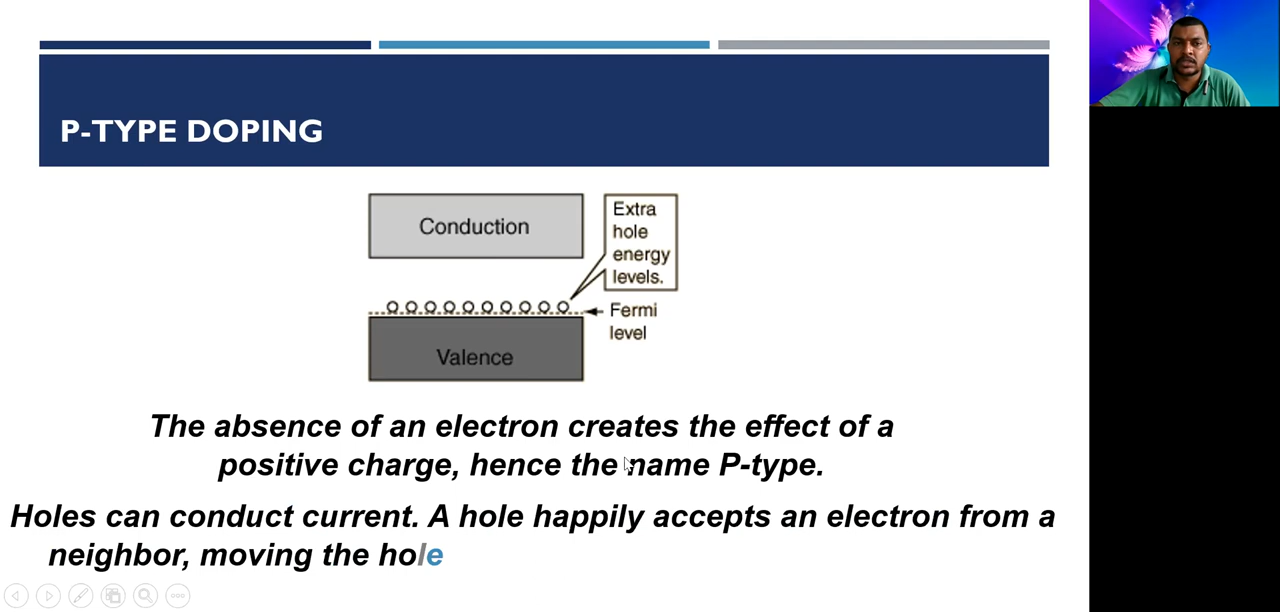 P-TYPE DOPING
Conduction
Extra
hole
energy
levels.
Fermi
level
Valence
The absence of an electron creates the effect of a
positive charge, hence the name P-type.
Holes can conduct current. A hole happily accepts an electron from a
neighbor, moving the hole